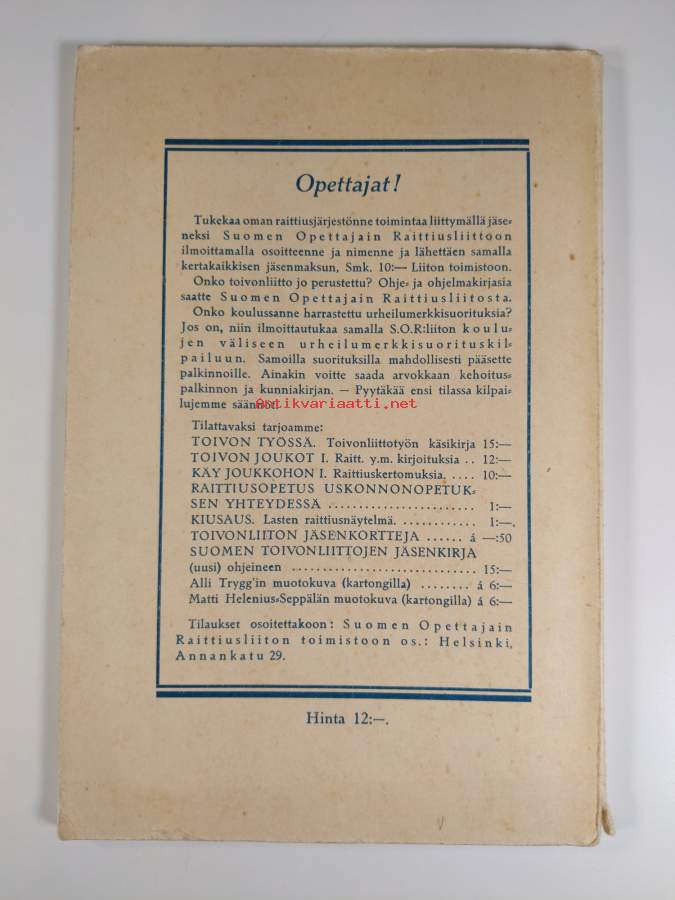 Opettajat!
Tukekaa oman raittiusjärjestönne toimintaa liittymällä jäse-
neksi Suomen Opettajain Raittiusliittoon
ilmoittamalla osoitteenne ja nimenne ja lähettäen samalla
kertakaikkisen jäsenmaksun, Smk. 10:— Liiton toimistoon.
Onko toivonliitto jo perustettu? Ohje- ja ohjelmakirjasia
saatte Suomen Opettajain Raittiusliitosta.
Onko koulussanne harrastettu urheilumerkkisuorituksia?
Jos on, niin ilmoittautukaa samalla S.O.R:liiton koulu-
jen väliseen urheilumerkkisuorituskil-
pailuun. Samoilla suorituksilla mahdollisesti pääsette
palkinnoille. Ainakin voitte saada arvokkaan kehoitus-
palkinnon ja kunniakirjan. — Pyytäkää ensi tilassa kilpai-
lujemme säännöt!
Antikvariaatti.net
Tilattavaksi tarjoamme:
TOIVON TYÖSSÄ. Toivonliittotyön käsikirja 15:—
TOIVON JOUKOT I. Raitt. y.m. kirjoituksia .. 12:—
KÄY JOUKKOHON I. Raittiuskertomuksia. .... 10:—
RAITTIUSOPETUS USKONNONOPETUK-
SEN YHTEYDESSÄ ........................ 1:—
KIUSAUS. Lasten raittiusnäytelmä. ............ 1:—.
TOIVONLIITON JÄSENKORTTEJA ...... á —:50
SUOMEN TOIVONLIITTOJEN JÄSENKIRJA
(uusi) ohjeineen .............................. 15:—
Alli Trygg'in muotokuva (kartongilla) ........ á 6:—
Matti Helenius-Seppälän muotokuva (kartongilla) á 6:—
Tilaukset osoitettakoon: Suomen Opettajain
Raittiusliiton toimistoon os.: Helsinki,
Annankatu 29.
Hinta 12:—.